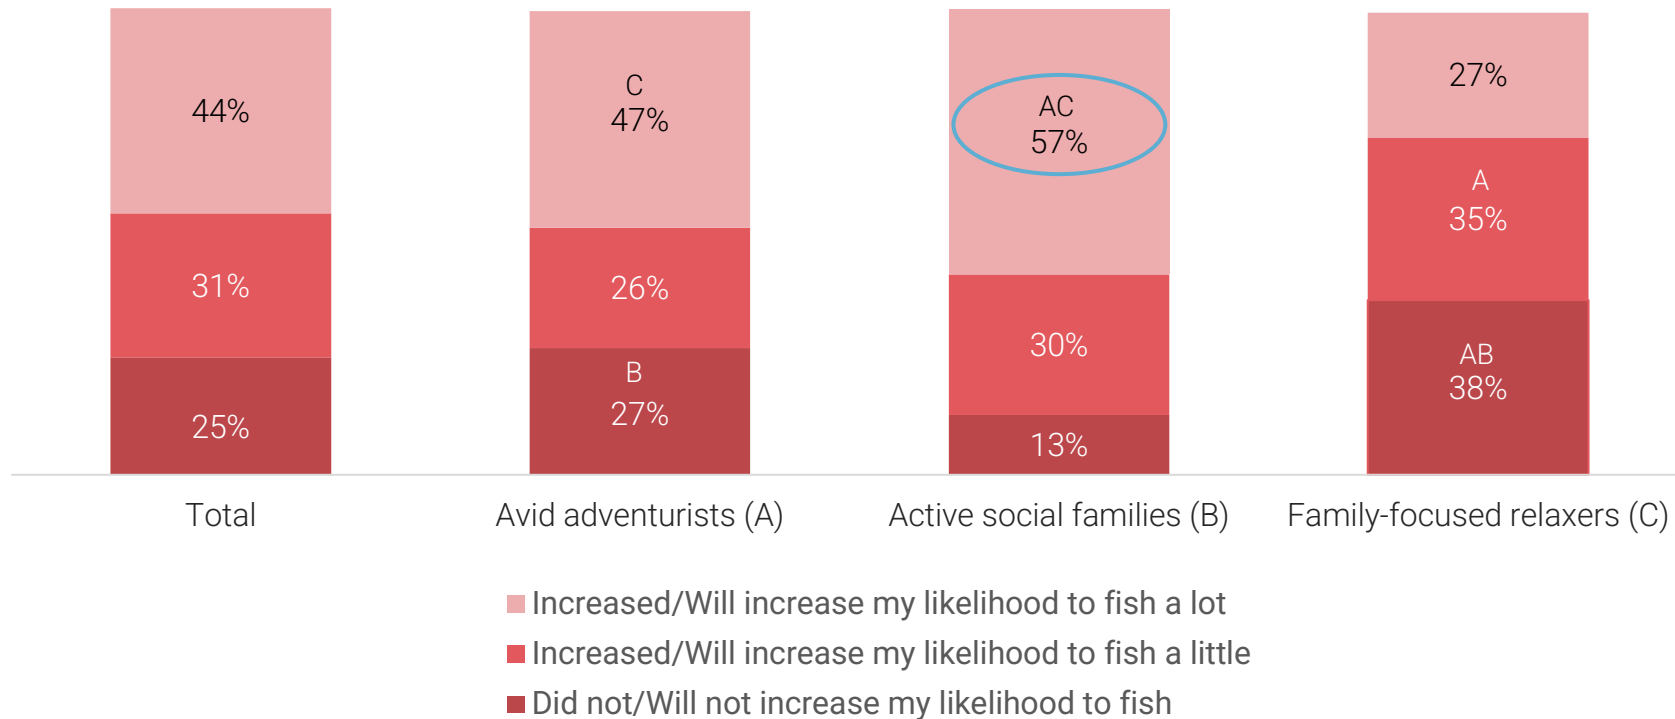 44%
31%
25%
C
47%
26%
B
27%
AC
57%
30%
13%
27%
A
35%
AB
38%
Total
Avid adventurists (A)
Active social families (B)
Family-focused relaxers (C)
Increased/Will increase my likelihood to fish a lot
Increased/Will increase my likelihood to fish a little
Did not/Will not increase my likelihood to fish